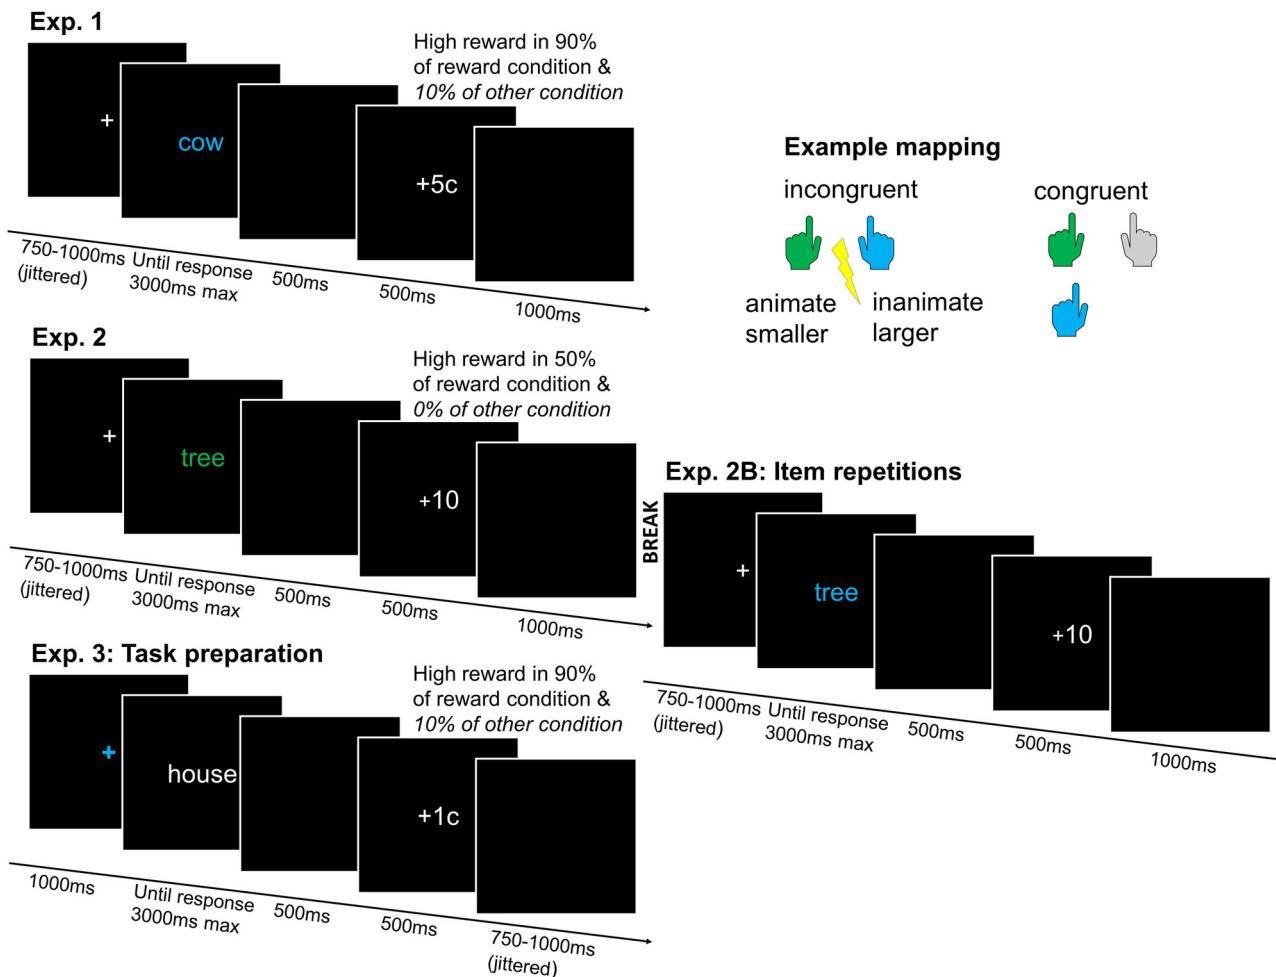 Exp. 1
High reward in 90%
of reward condition &
10% of other condition
+
cow
+5c
750-1000ms
(jittered)
Until response
3000ms max
500ms
500ms
1000ms
Example mapping
incongruent
congruent
animate
smaller
inanimate
larger
Exp. 2
High reward in 50%
of reward condition &
0% of other condition
+
tree
+10
750-1000ms
(jittered)
Until response
3000ms max
500ms
500ms
1000ms
Exp. 2B: Item repetitions
BREAK
+
tree
+10
750-1000ms
(jittered)
Until response
3000ms max
500ms
500ms
1000ms
Exp. 3: Task preparation
High reward in 90%
of reward condition &
10% of other condition
+
house
+1c
1000ms
Until response
3000ms max
500ms
500ms
750-1000ms
(jittered)